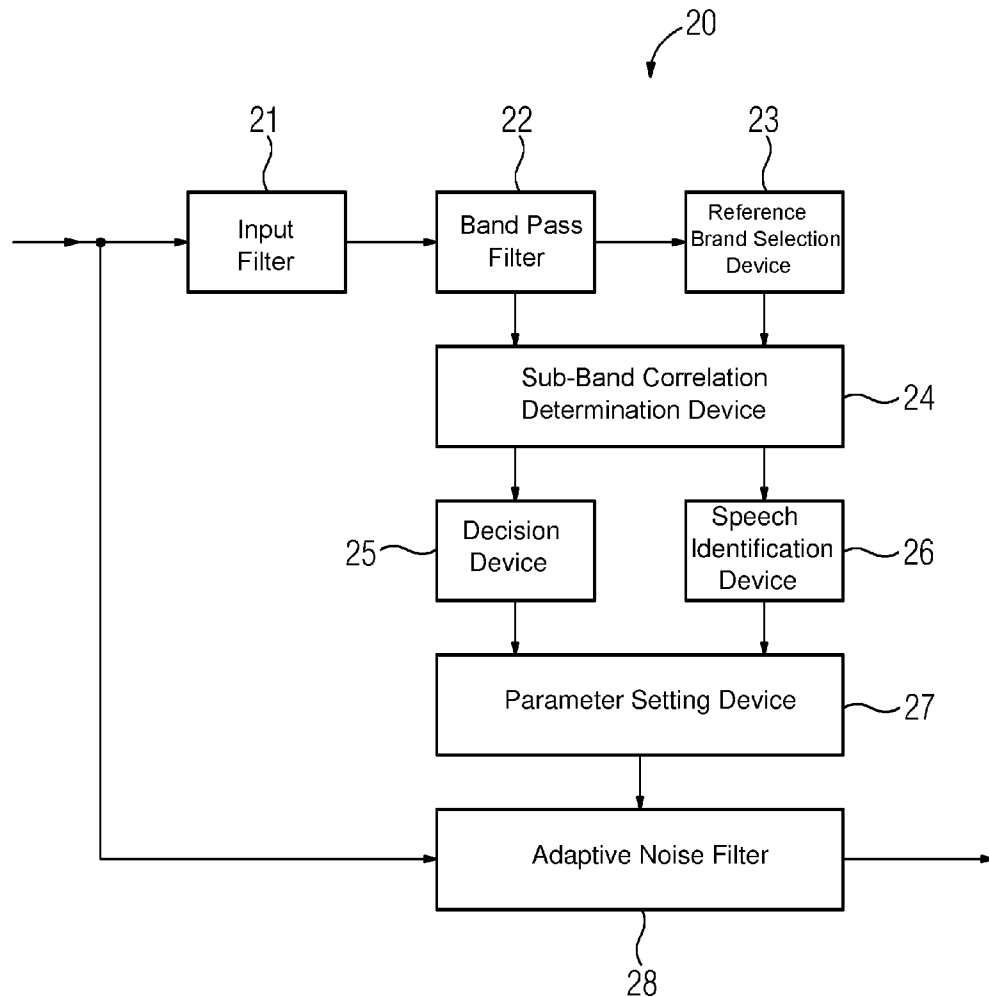 20
21
22
23
Input
Filter
Band Pass
Filter
Reference
Brand Selection
Device
Sub-Band Correlation
Determination Device
24
25
Decision
Device
Speech
Identification
Device
26
Parameter Setting Device
27
Adaptive Noise Filter
28